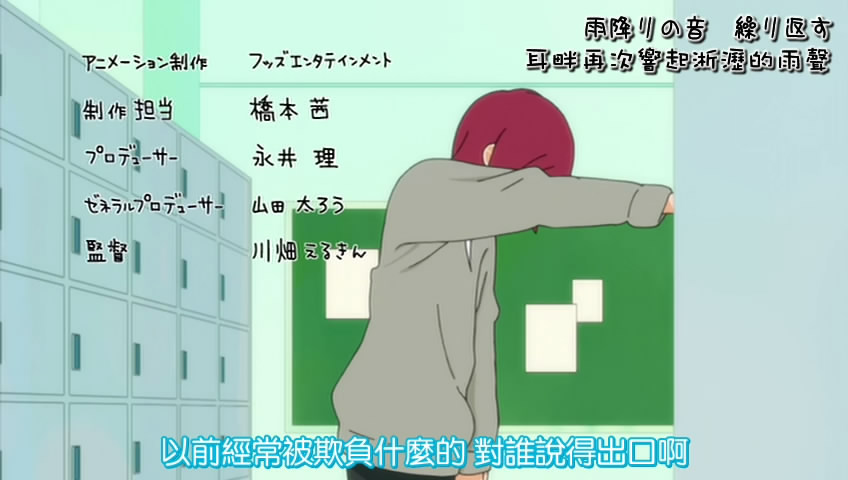 雨降りの音　繰り返す
耳畔再次響起淅瀝的雨聲
アニメーション制作　フッズエンタテインメント
制作担当　橋本 茜
プロデューサー　永井 理
ゼネラルプロデューサー　山田 太ろう
監督　川畑 えるきん
以前經常被欺負什麼的 對誰說得出口啊